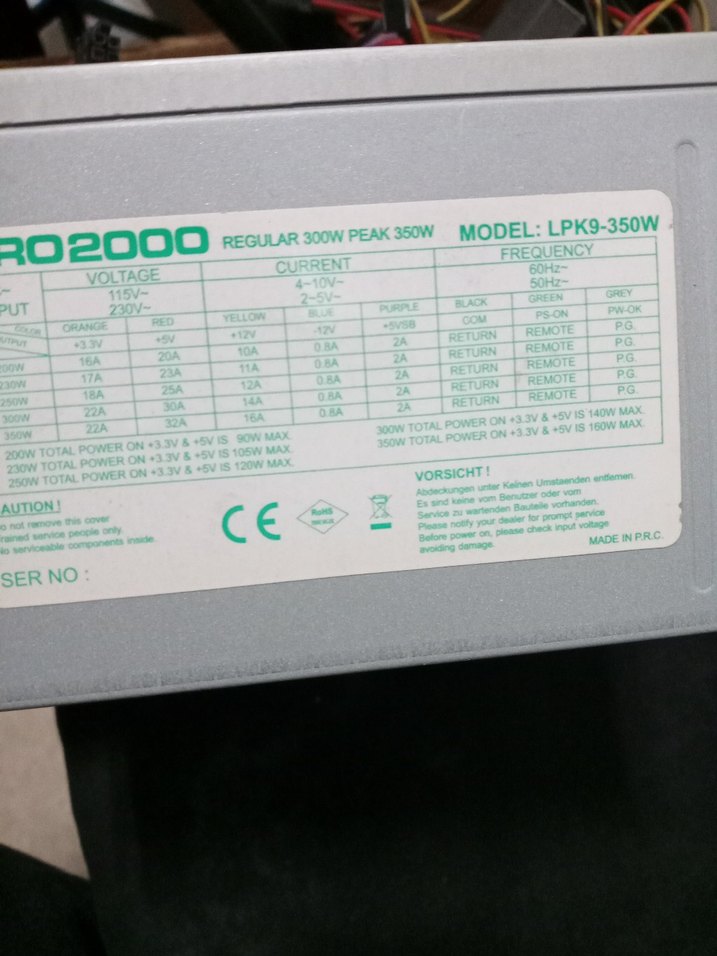 RO2000 REGULAR 300W PEAK 350W MODEL: LPK9-350W
VOLTAGE CURRENT FREQUENCY
115V~ 4~10V~ 60Hz~
PUT 230V~ 2~5V~ 50Hz~
COLOR ORANGE RED YELLOW BLUE PURPLE BLACK GREEN GREY
UTPUT +3.3V +5V +12V -12V +5VSB COM PS-ON PW-OK
200W 16A 20A 10A 0.8A 2A RETURN REMOTE P.G.
230W 17A 23A 11A 0.8A 2A RETURN REMOTE P.G.
250W 18A 25A 12A 0.8A 2A RETURN REMOTE P.G.
300W 22A 30A 14A 0.8A 2A RETURN REMOTE P.G.
350W 22A 32A 16A 0.8A 2A RETURN REMOTE P.G.
200W TOTAL POWER ON +3.3V & +5V IS 90W MAX.
230W TOTAL POWER ON +3.3V & +5V IS 105W MAX.
250W TOTAL POWER ON +3.3V & +5V IS 120W MAX.
300W TOTAL POWER ON +3.3V & +5V IS 140W MAX.
350W TOTAL POWER ON +3.3V & +5V IS 160W MAX.
AUTION !
o not remove this cover
rained service people only.
No serviceable components inside.
CE
RoHS
VORSICHT !
Abdeckungen unter Keinen Umstaenden entfernen.
Es sind keine vom Benutzer oder vom
Service zu wartenden Bauteile vorhanden.
Please notify your dealer for prompt service
Before power on, please check input voltage
avoiding damage.
MADE IN P.R.C.
SER NO :